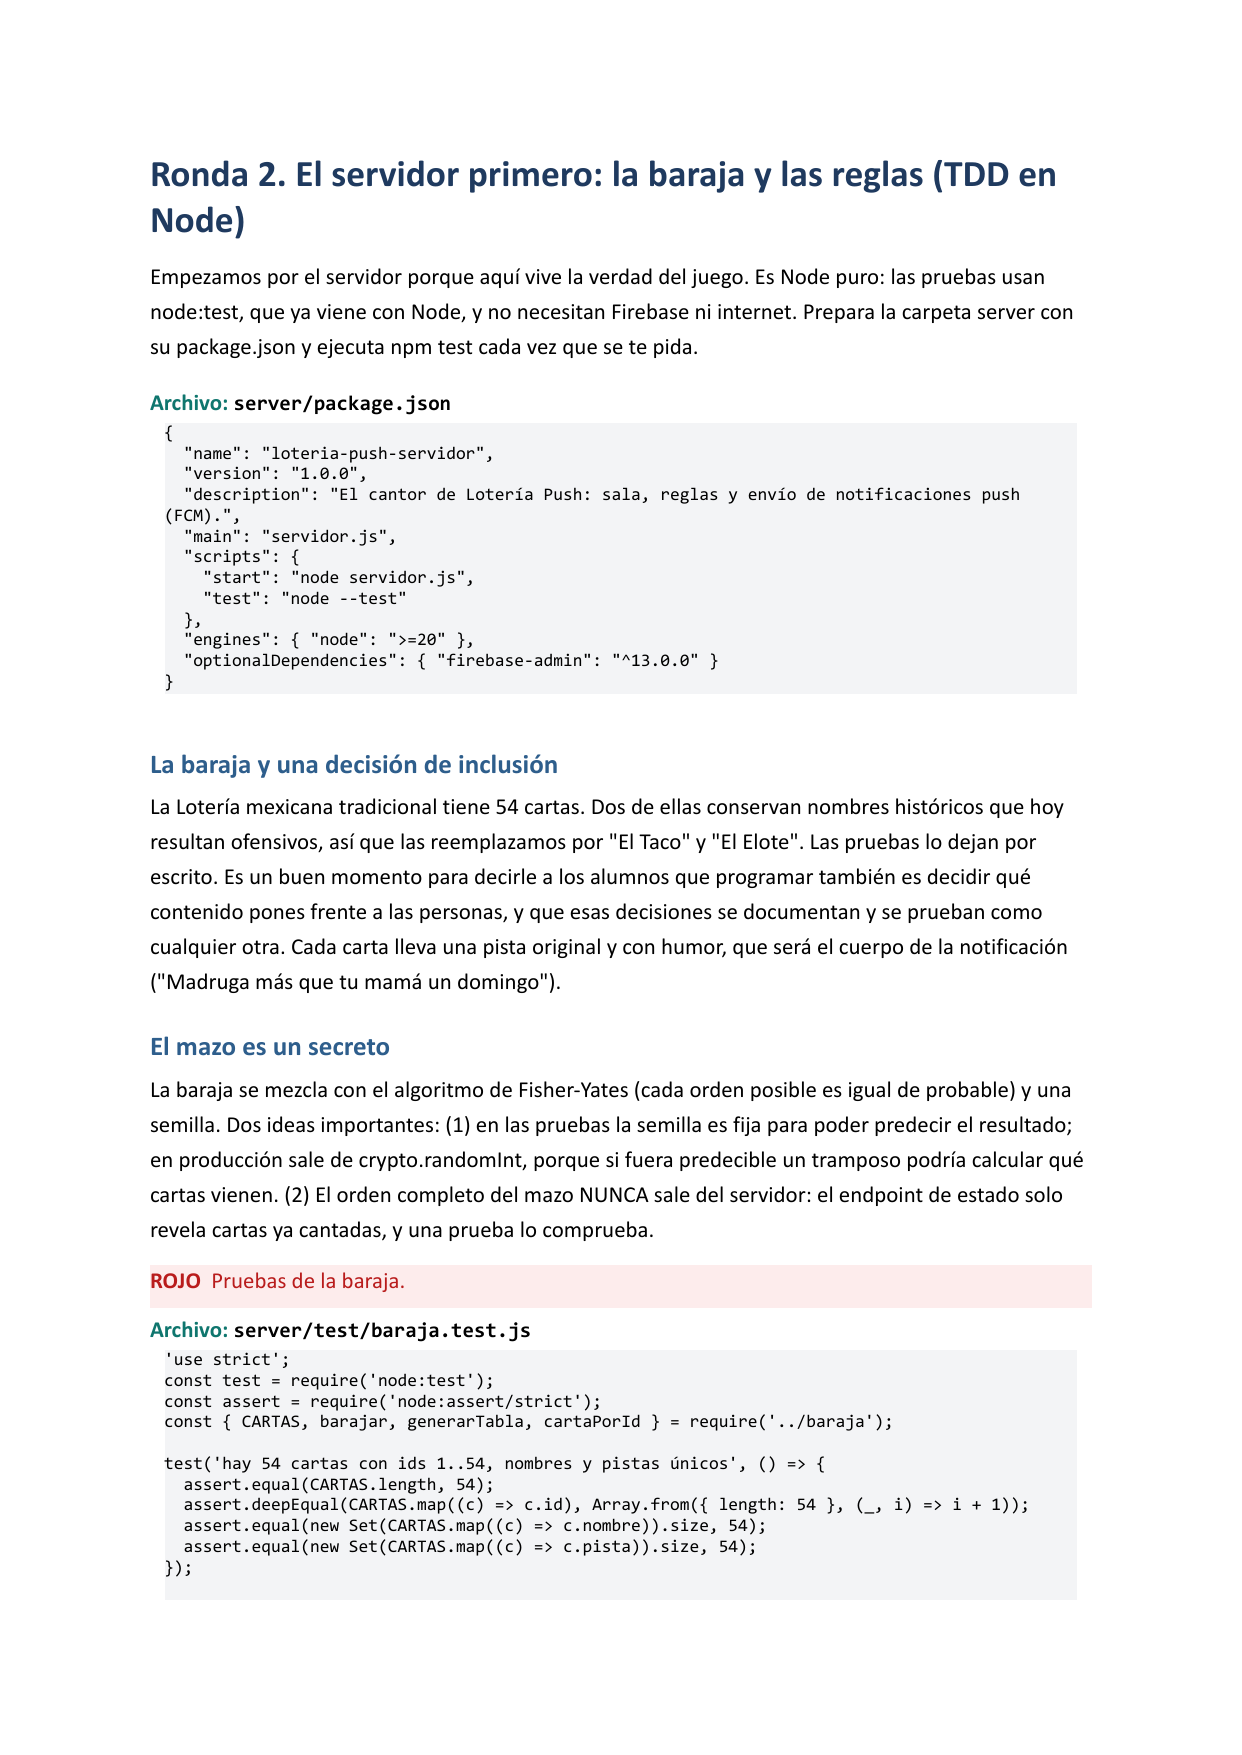 Ronda 2. El servidor primero: la baraja y las reglas (TDD en
Node)
Empezamos por el servidor porque aquí vive la verdad del juego. Es Node puro: las pruebas usan
node:test, que ya viene con Node, y no necesitan Firebase ni internet. Prepara la carpeta server con
su package.json y ejecuta npm test cada vez que se te pida.
Archivo: server/package.json
{
  "name": "loteria-push-servidor",
  "version": "1.0.0",
  "description": "El cantor de Lotería Push: sala, reglas y envío de notificaciones push
(FCM).",
  "main": "servidor.js",
  "scripts": {
    "start": "node servidor.js",
    "test": "node --test"
  },
  "engines": { "node": ">=20" },
  "optionalDependencies": { "firebase-admin": "^13.0.0" }
}
La baraja y una decisión de inclusión
La Lotería mexicana tradicional tiene 54 cartas. Dos de ellas conservan nombres históricos que hoy
resultan ofensivos, así que las reemplazamos por "El Taco" y "El Elote". Las pruebas lo dejan por
escrito. Es un buen momento para decirle a los alumnos que programar también es decidir qué
contenido pones frente a las personas, y que esas decisiones se documentan y se prueban como
cualquier otra. Cada carta lleva una pista original y con humor, que será el cuerpo de la notificación
("Madruga más que tu mamá un domingo").
El mazo es un secreto
La baraja se mezcla con el algoritmo de Fisher-Yates (cada orden posible es igual de probable) y una
semilla. Dos ideas importantes: (1) en las pruebas la semilla es fija para poder predecir el resultado;
en producción sale de crypto.randomInt, porque si fuera predecible un tramposo podría calcular qué
cartas vienen. (2) El orden completo del mazo NUNCA sale del servidor: el endpoint de estado solo
revela cartas ya cantadas, y una prueba lo comprueba.
ROJO  Pruebas de la baraja.
Archivo: server/test/baraja.test.js
'use strict';
const test = require('node:test');
const assert = require('node:assert/strict');
const { CARTAS, barajar, generarTabla, cartaPorId } = require('../baraja');
test('hay 54 cartas con ids 1..54, nombres y pistas únicos', () => {
  assert.equal(CARTAS.length, 54);
  assert.deepEqual(CARTAS.map((c) => c.id), Array.from({ length: 54 }, (_, i) => i + 1));
  assert.equal(new Set(CARTAS.map((c) => c.nombre)).size, 54);
  assert.equal(new Set(CARTAS.map((c) => c.pista)).size, 54);
});